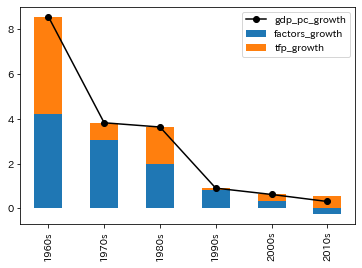 gdp_pc_growth
factors_growth
tfp_growth
8
6
4
2
0
1960s
1970s
1980s
1990s
2000s
2010s